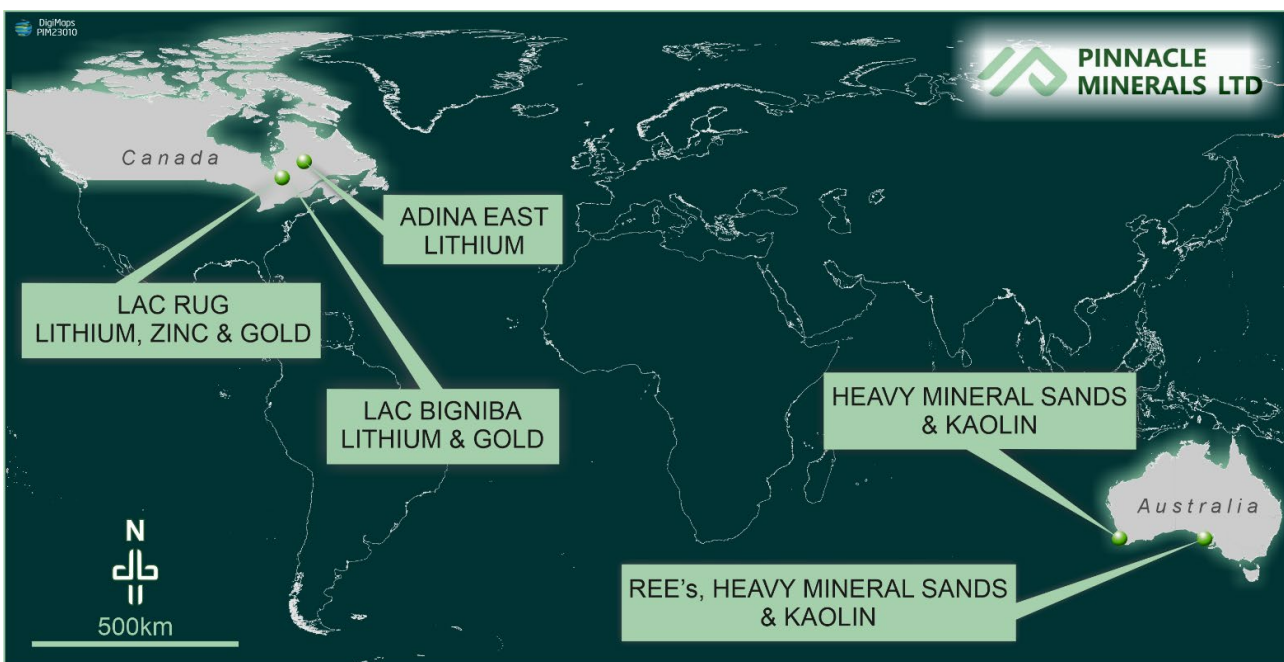 DigiMaps
PIM23010
PINNACLE
MINERALS LTD
Canada
ADINA EAST
LITHIUM
LAC RUG
LITHIUM, ZINC & GOLD
LAC BIGNIBA
LITHIUM & GOLD
HEAVY MINERAL SANDS
& KAOLIN
Australia
REE's, HEAVY MINERAL SANDS
& KAOLIN
N
500km